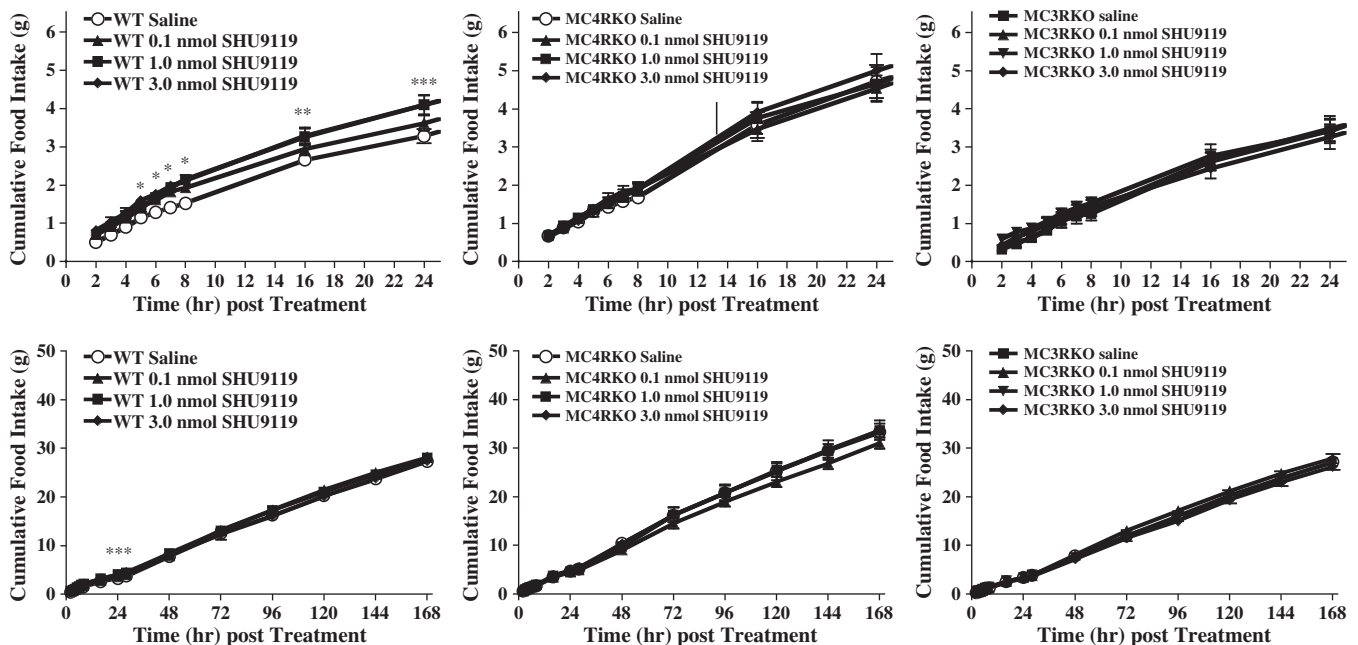 Cumulative Food Intake (g)
6
5
4
3
2
1
0
WT Saline
WT 0.1 nmol SHU9119
WT 1.0 nmol SHU9119
WT 3.0 nmol SHU9119
* * * * ** ***
0 2 4 6 8 10 12 14 16 18 20 22 24
Time (hr) post Treatment
Cumulative Food Intake (g)
6
5
4
3
2
1
0
MC4RKO Saline
MC4RKO 0.1 nmol SHU9119
MC4RKO 1.0 nmol SHU9119
MC4RKO 3.0 nmol SHU9119
0 2 4 6 8 10 12 14 16 18 20 22 24
Time (hr) post Treatment
Cumulative Food Intake (g)
6
5
4
3
2
1
0
MC3RKO saline
MC3RKO 0.1 nmol SHU9119
MC3RKO 1.0 nmol SHU9119
MC3RKO 3.0 nmol SHU9119
0 2 4 6 8 10 12 14 16 18 20 22 24
Time (hr) post Treatment
Cumulative Food Intake (g)
50
40
30
20
10
0
WT Saline
WT 0.1 nmol SHU9119
WT 1.0 nmol SHU9119
WT 3.0 nmol SHU9119
***
0 24 48 72 96 120 144 168
Time (hr) post Treatment
Cumulative Food Intake (g)
50
40
30
20
10
0
MC4RKO Saline
MC4RKO 0.1 nmol SHU9119
MC4RKO 1.0 nmol SHU9119
MC4RKO 3.0 nmol SHU9119
0 24 48 72 96 120 144 168
Time (hr) post Treatment
Cumulative Food Intake (g)
50
40
30
20
10
0
MC3RKO saline
MC3RKO 0.1 nmol SHU9119
MC3RKO 1.0 nmol SHU9119
MC3RKO 3.0 nmol SHU9119
0 24 48 72 96 120 144 168
Time (hr) post Treatment